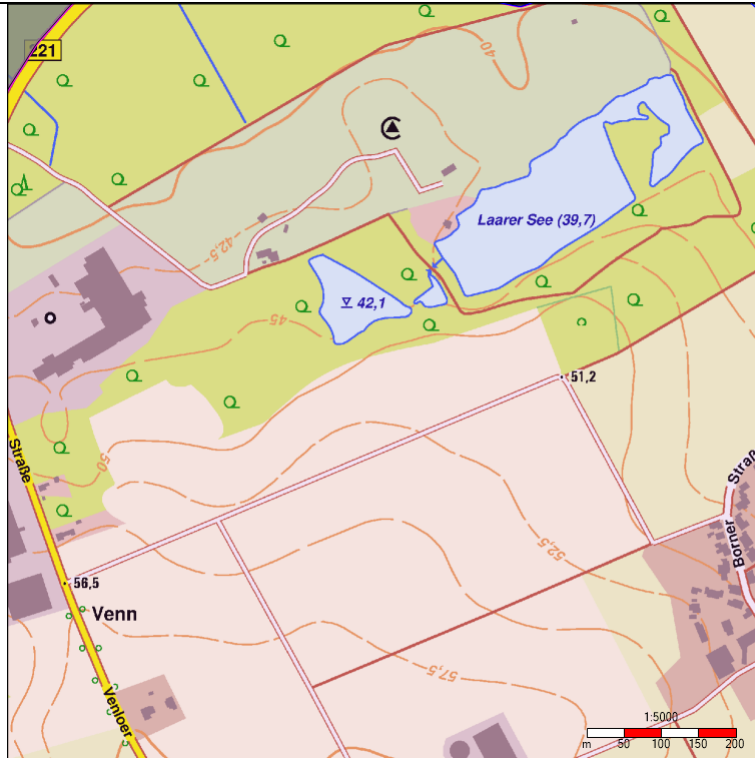 221
40
Laarer See (39,7)
42,5
42,1
45
51,2
Straße
50
Straß
Borner
52,5
56,5
Venn
57,5
Venloer
1:5000
m 50 100 150 200